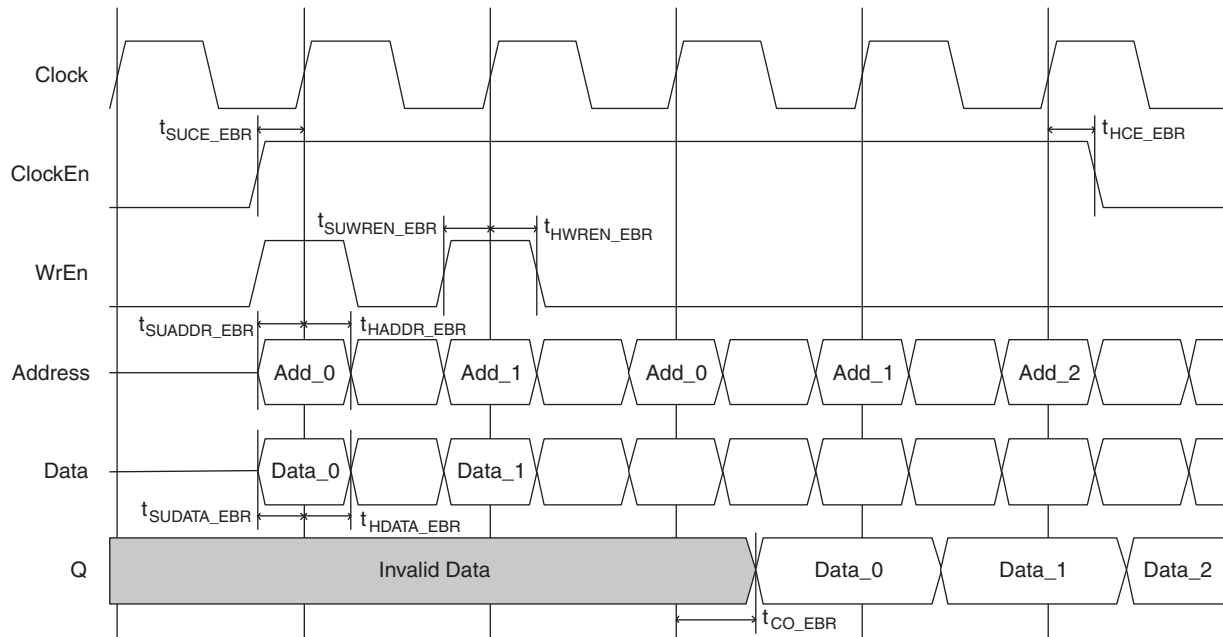 Clock
tSUCE_EBR
tHCE_EBR
ClockEn
tSUWREN_EBR
tHWREN_EBR
WrEn
tSUADDR_EBR
tHADDR_EBR
Address
Add_0
Add_1
Add_0
Add_1
Add_2
Data
Data_0
Data_1
tSUDATA_EBR
tHDATA_EBR
Q
Invalid Data
Data_0
Data_1
Data_2
tCO_EBR